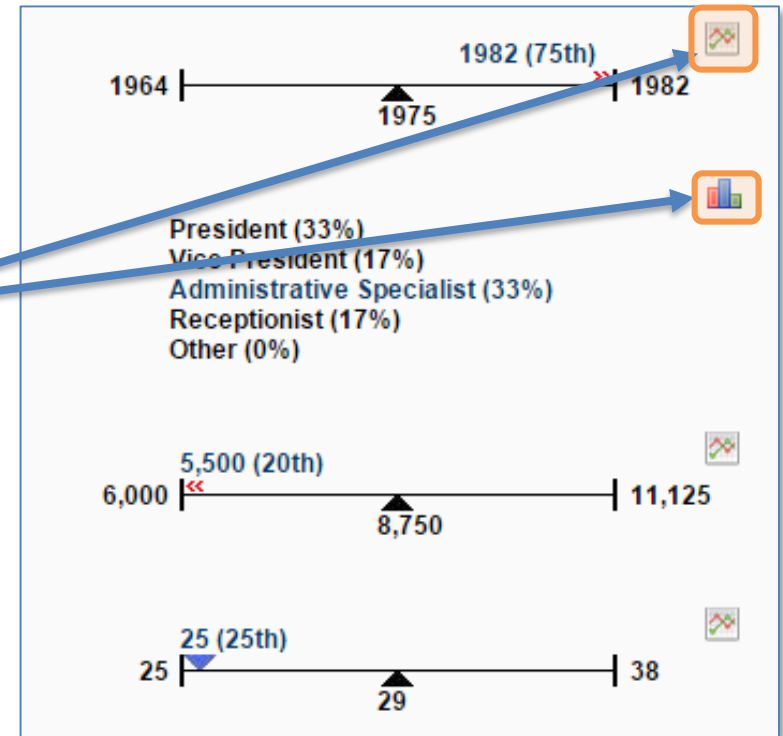 1982 (75th)
1964 1982
1975
President (33%)
Vice President (17%)
Administrative Specialist (33%)
Receptionist (17%)
Other (0%)
5,500 (20th)
6,000 11,125
8,750
25 (25th)
25 38
29